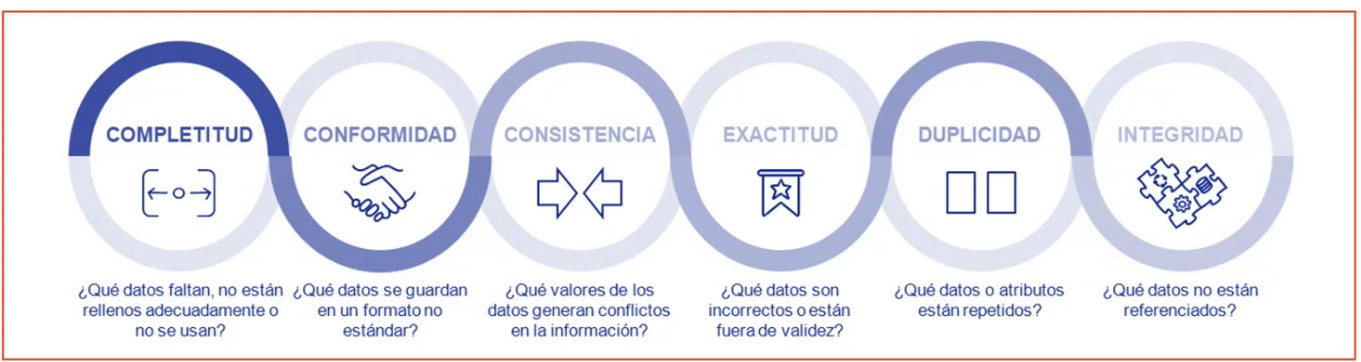 COMPLETITUD
CONFORMIDAD
CONSISTENCIA
EXACTITUD
DUPLICIDAD
INTEGRIDAD
¿Qué datos faltan, no están
rellenos adecuadamente o
no se usan?
¿Qué datos se guardan
en un formato no
estándar?
¿Qué valores de los
datos generan conflictos
en la información?
¿Qué datos son
incorrectos o están
fuera de validez?
¿Qué datos o atributos
están repetidos?
¿Qué datos no están
referenciados?